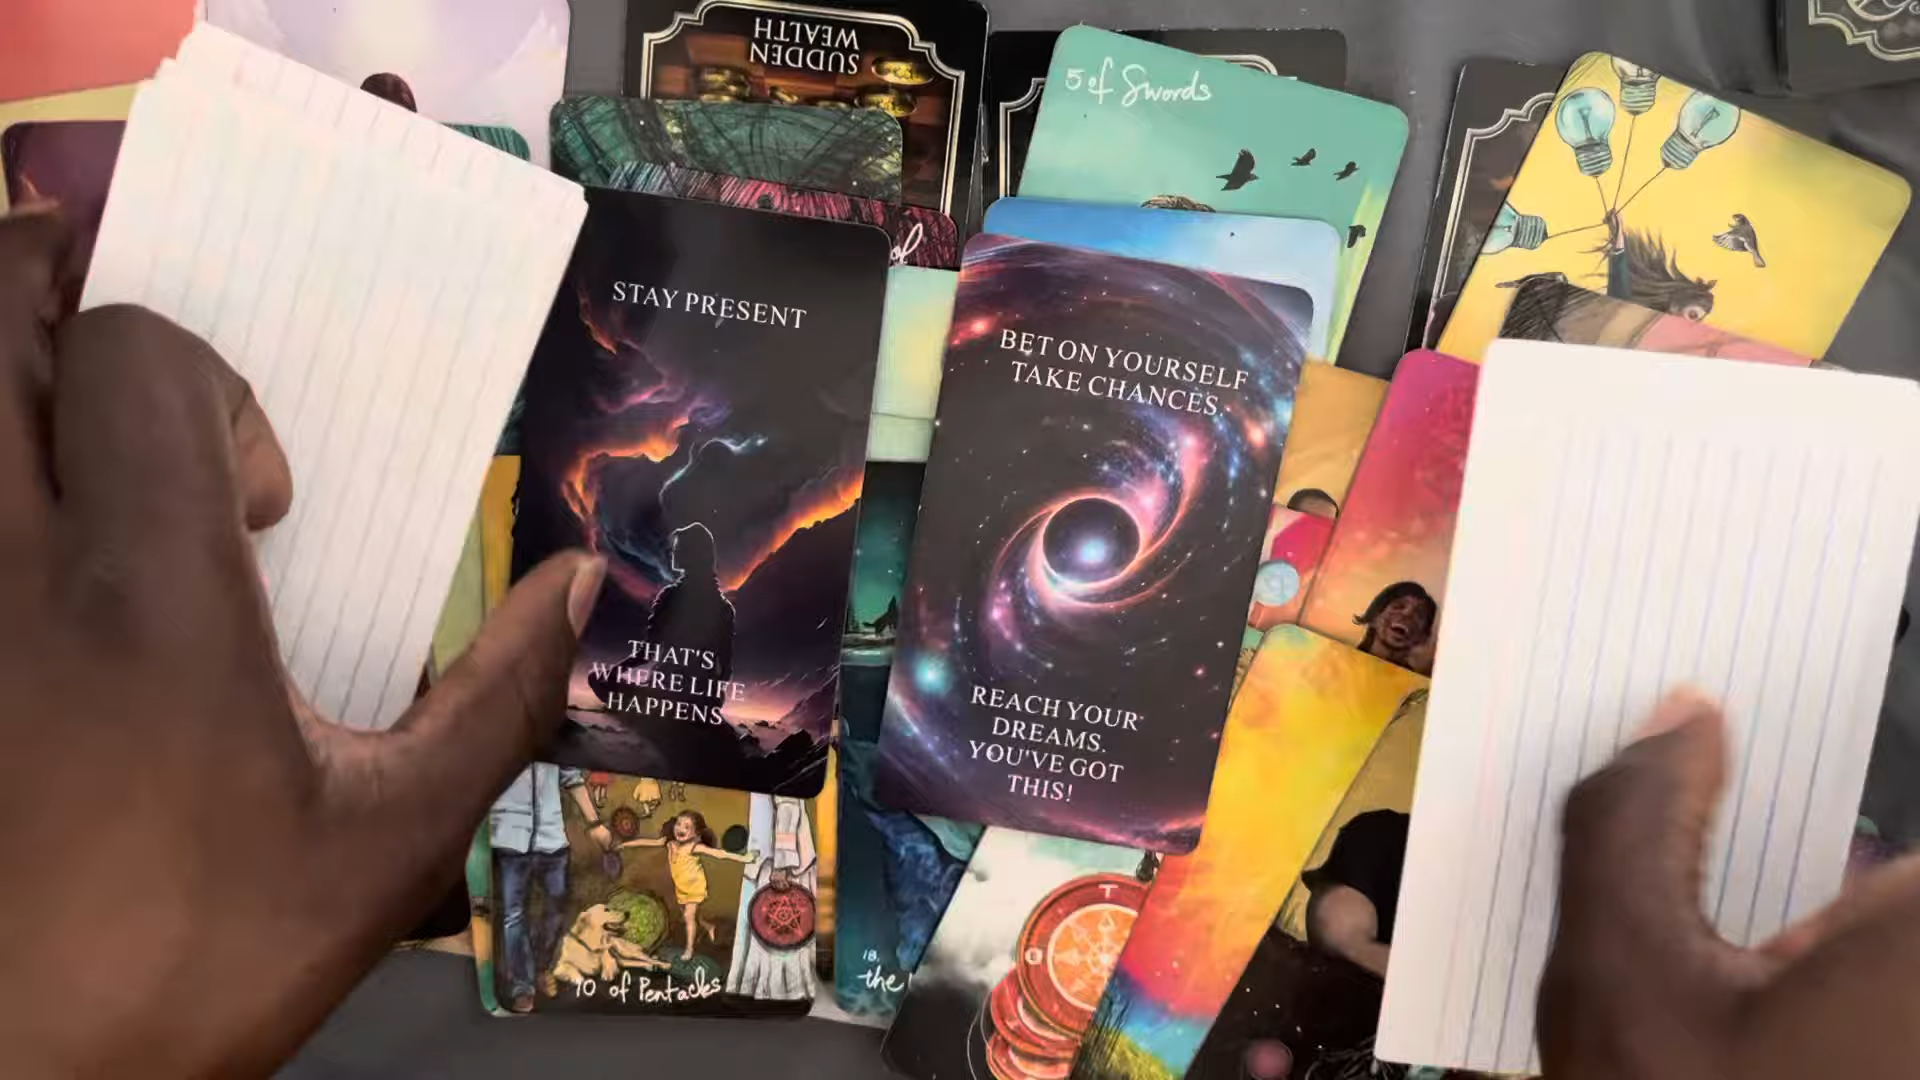 SUDDEN
WEALTH
5 of Swords
of
STAY PRESENT
THAT'S
WHERE LIFE
HAPPENS
BET ON YOURSELF
TAKE CHANCES.
REACH YOUR
DREAMS.
YOU'VE GOT
THIS!
10 of Pentacles
18.
the
T
O